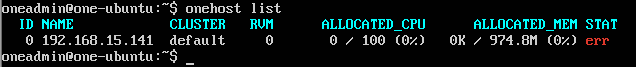 oneadmin@one-ubuntu:~$ onehost list
ID NAME CLUSTER RVM ALLOCATED_CPU ALLOCATED_MEM STAT
0 192.168.15.141 default 0 0 / 100 (0%) 0K / 974.8M (0%) err
oneadmin@one-ubuntu:~$ _